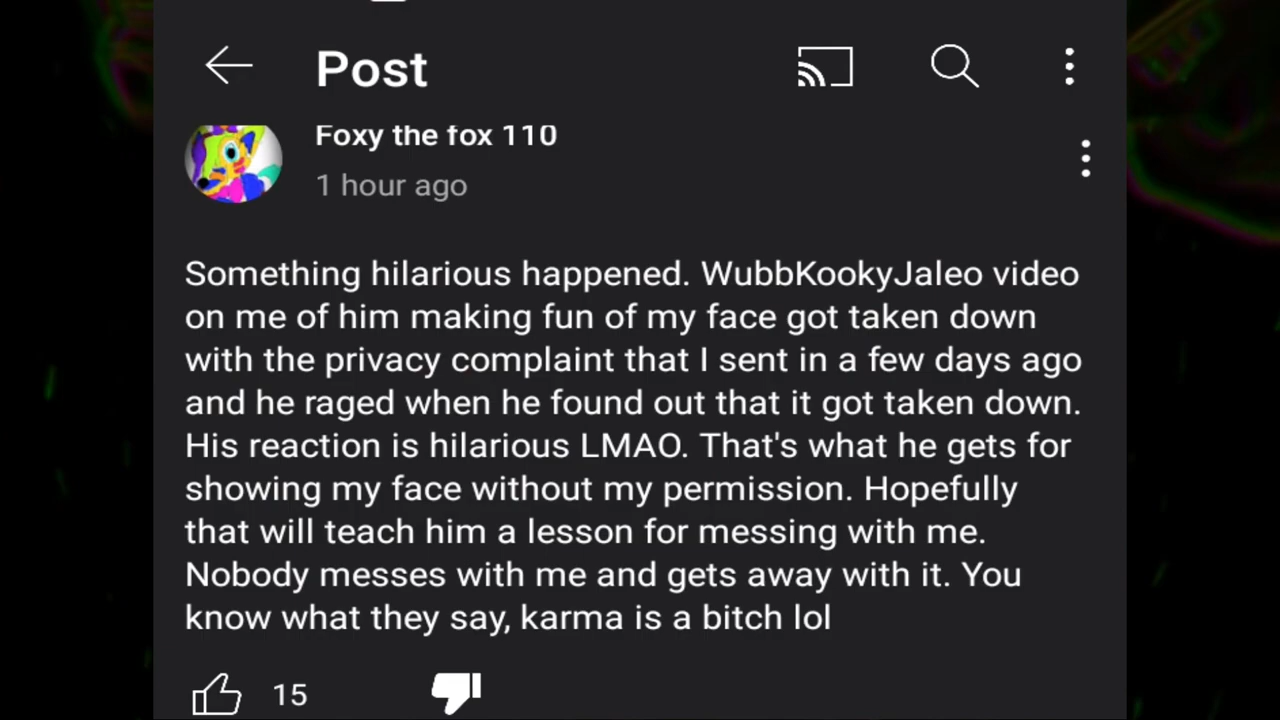 Post
Foxy the fox 110
1 hour ago
Something hilarious happened. WubbKookyJaleo video
on me of him making fun of my face got taken down
with the privacy complaint that I sent in a few days ago
and he raged when he found out that it got taken down.
His reaction is hilarious LMAO. That's what he gets for
showing my face without my permission. Hopefully
that will teach him a lesson for messing with me.
Nobody messes with me and gets away with it. You
know what they say, karma is a bitch lol
15